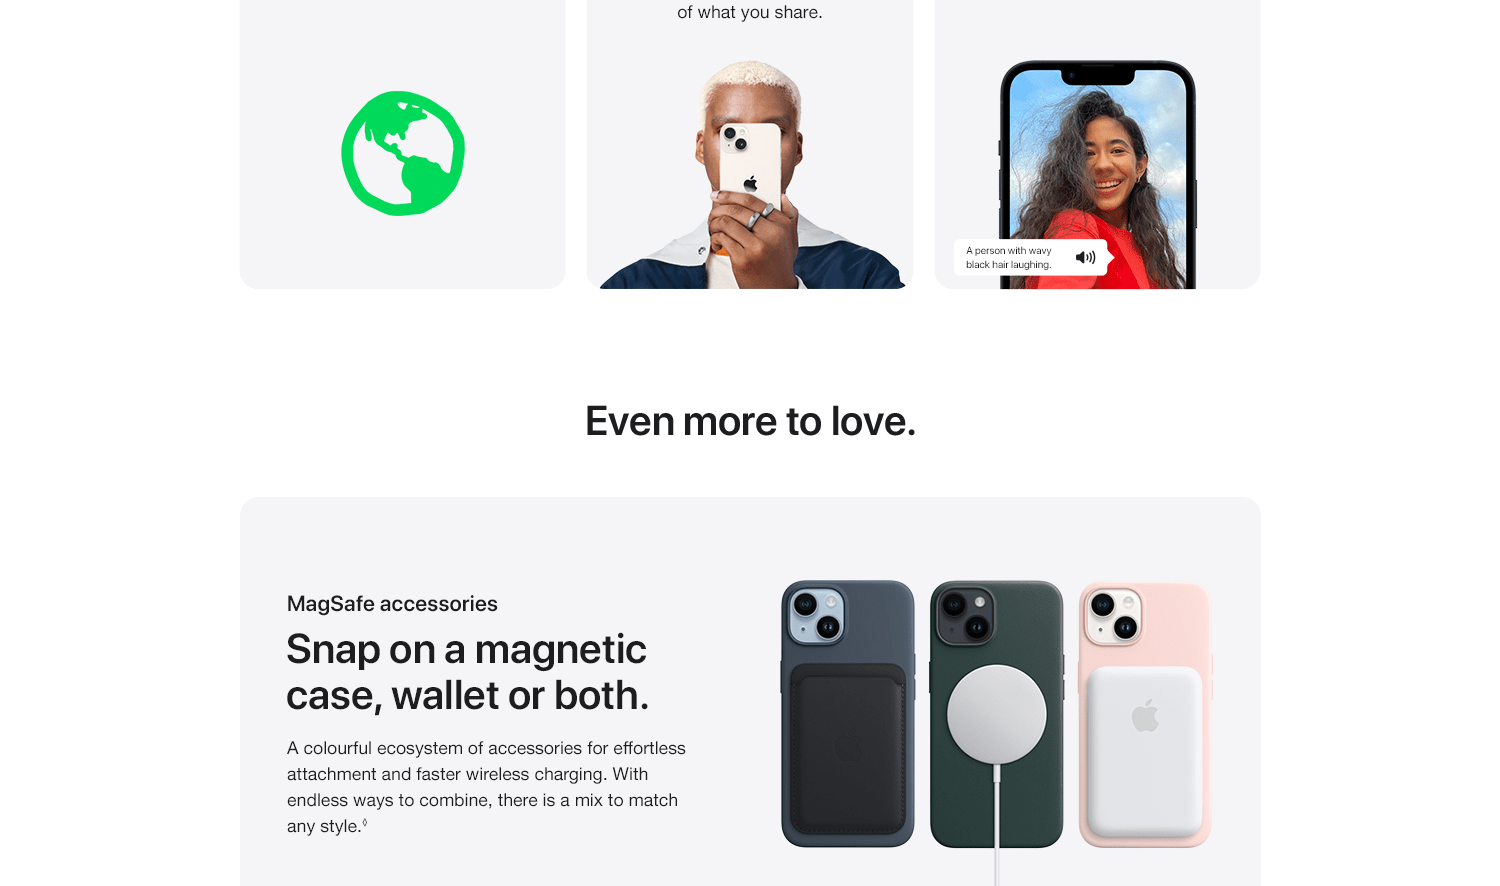 of what you share.
A person with wavy
black hair laughing.
Even more to love.
MagSafe accessories
Snap on a magnetic
case, wallet or both.
A colourful ecosystem of accessories for effortless
attachment and faster wireless charging. With
endless ways to combine, there is a mix to match
any style.◊